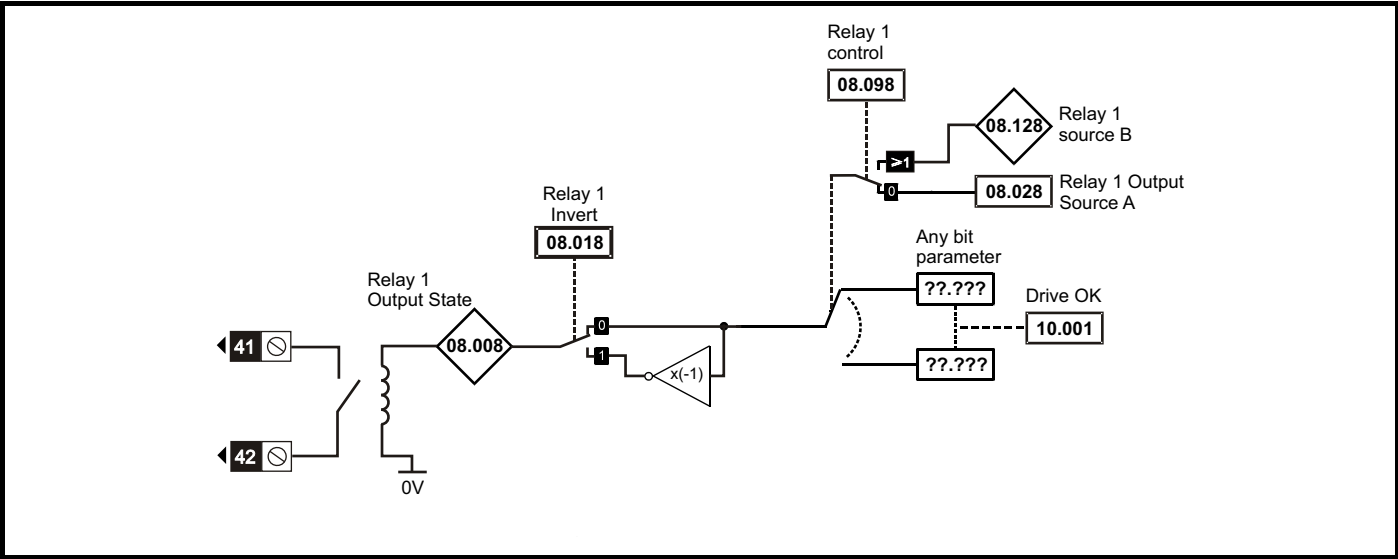 Relay 1
control
08.098
08.128
Relay 1
source B
>1
0
08.028
Relay 1 Output
Source A
Relay 1
Invert
08.018
Any bit
parameter
??.???
Drive OK
10.001
??.???
Relay 1
Output State
08.008
0
1
x(-1)
41
42
0V